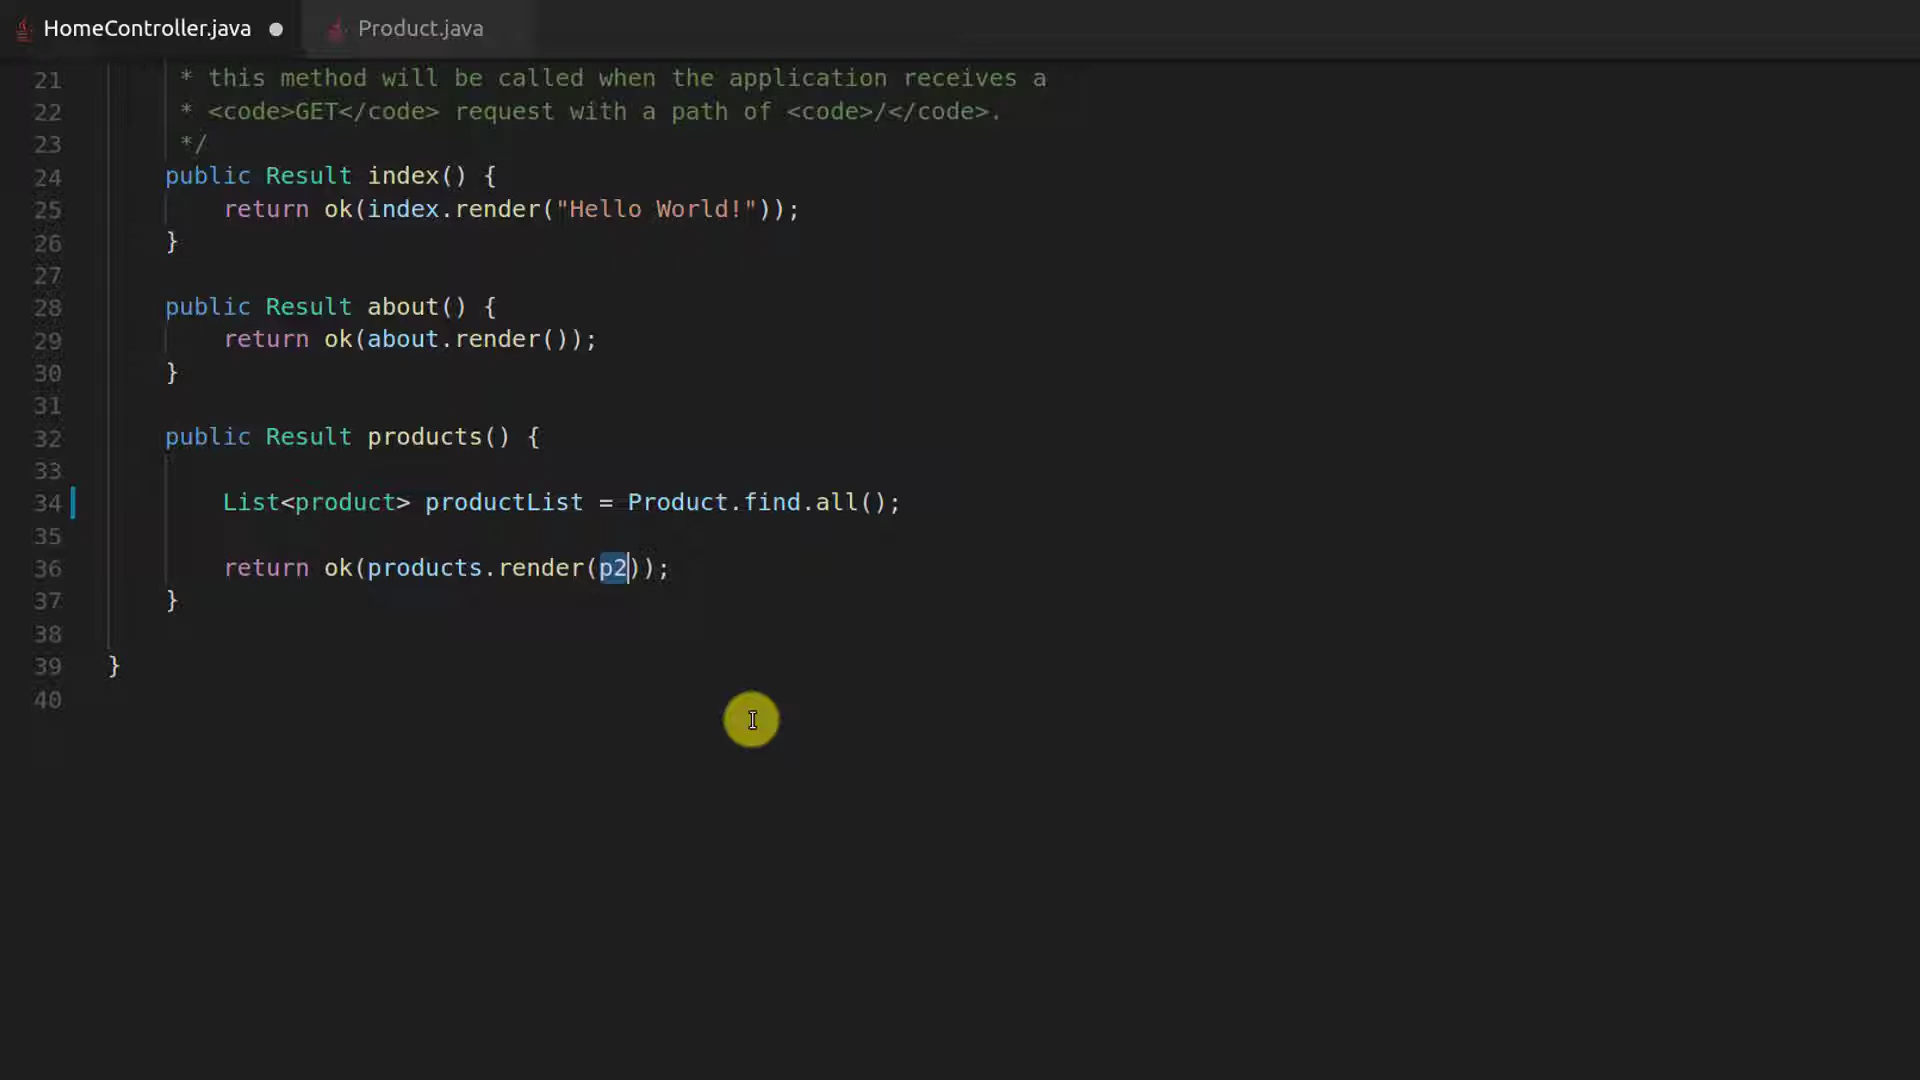 HomeController.java Product.java
21 * this method will be called when the application receives a
22 * <code>GET</code> request with a path of <code>/</code>.
23 */
24 public Result index() {
25 return ok(index.render("Hello World!"));
26 }
27
28 public Result about() {
29 return ok(about.render());
30 }
31
32 public Result products() {
33
34 List<product> productList = Product.find.all();
35
36 return ok(products.render(p2));
37 }
38
39 }
40